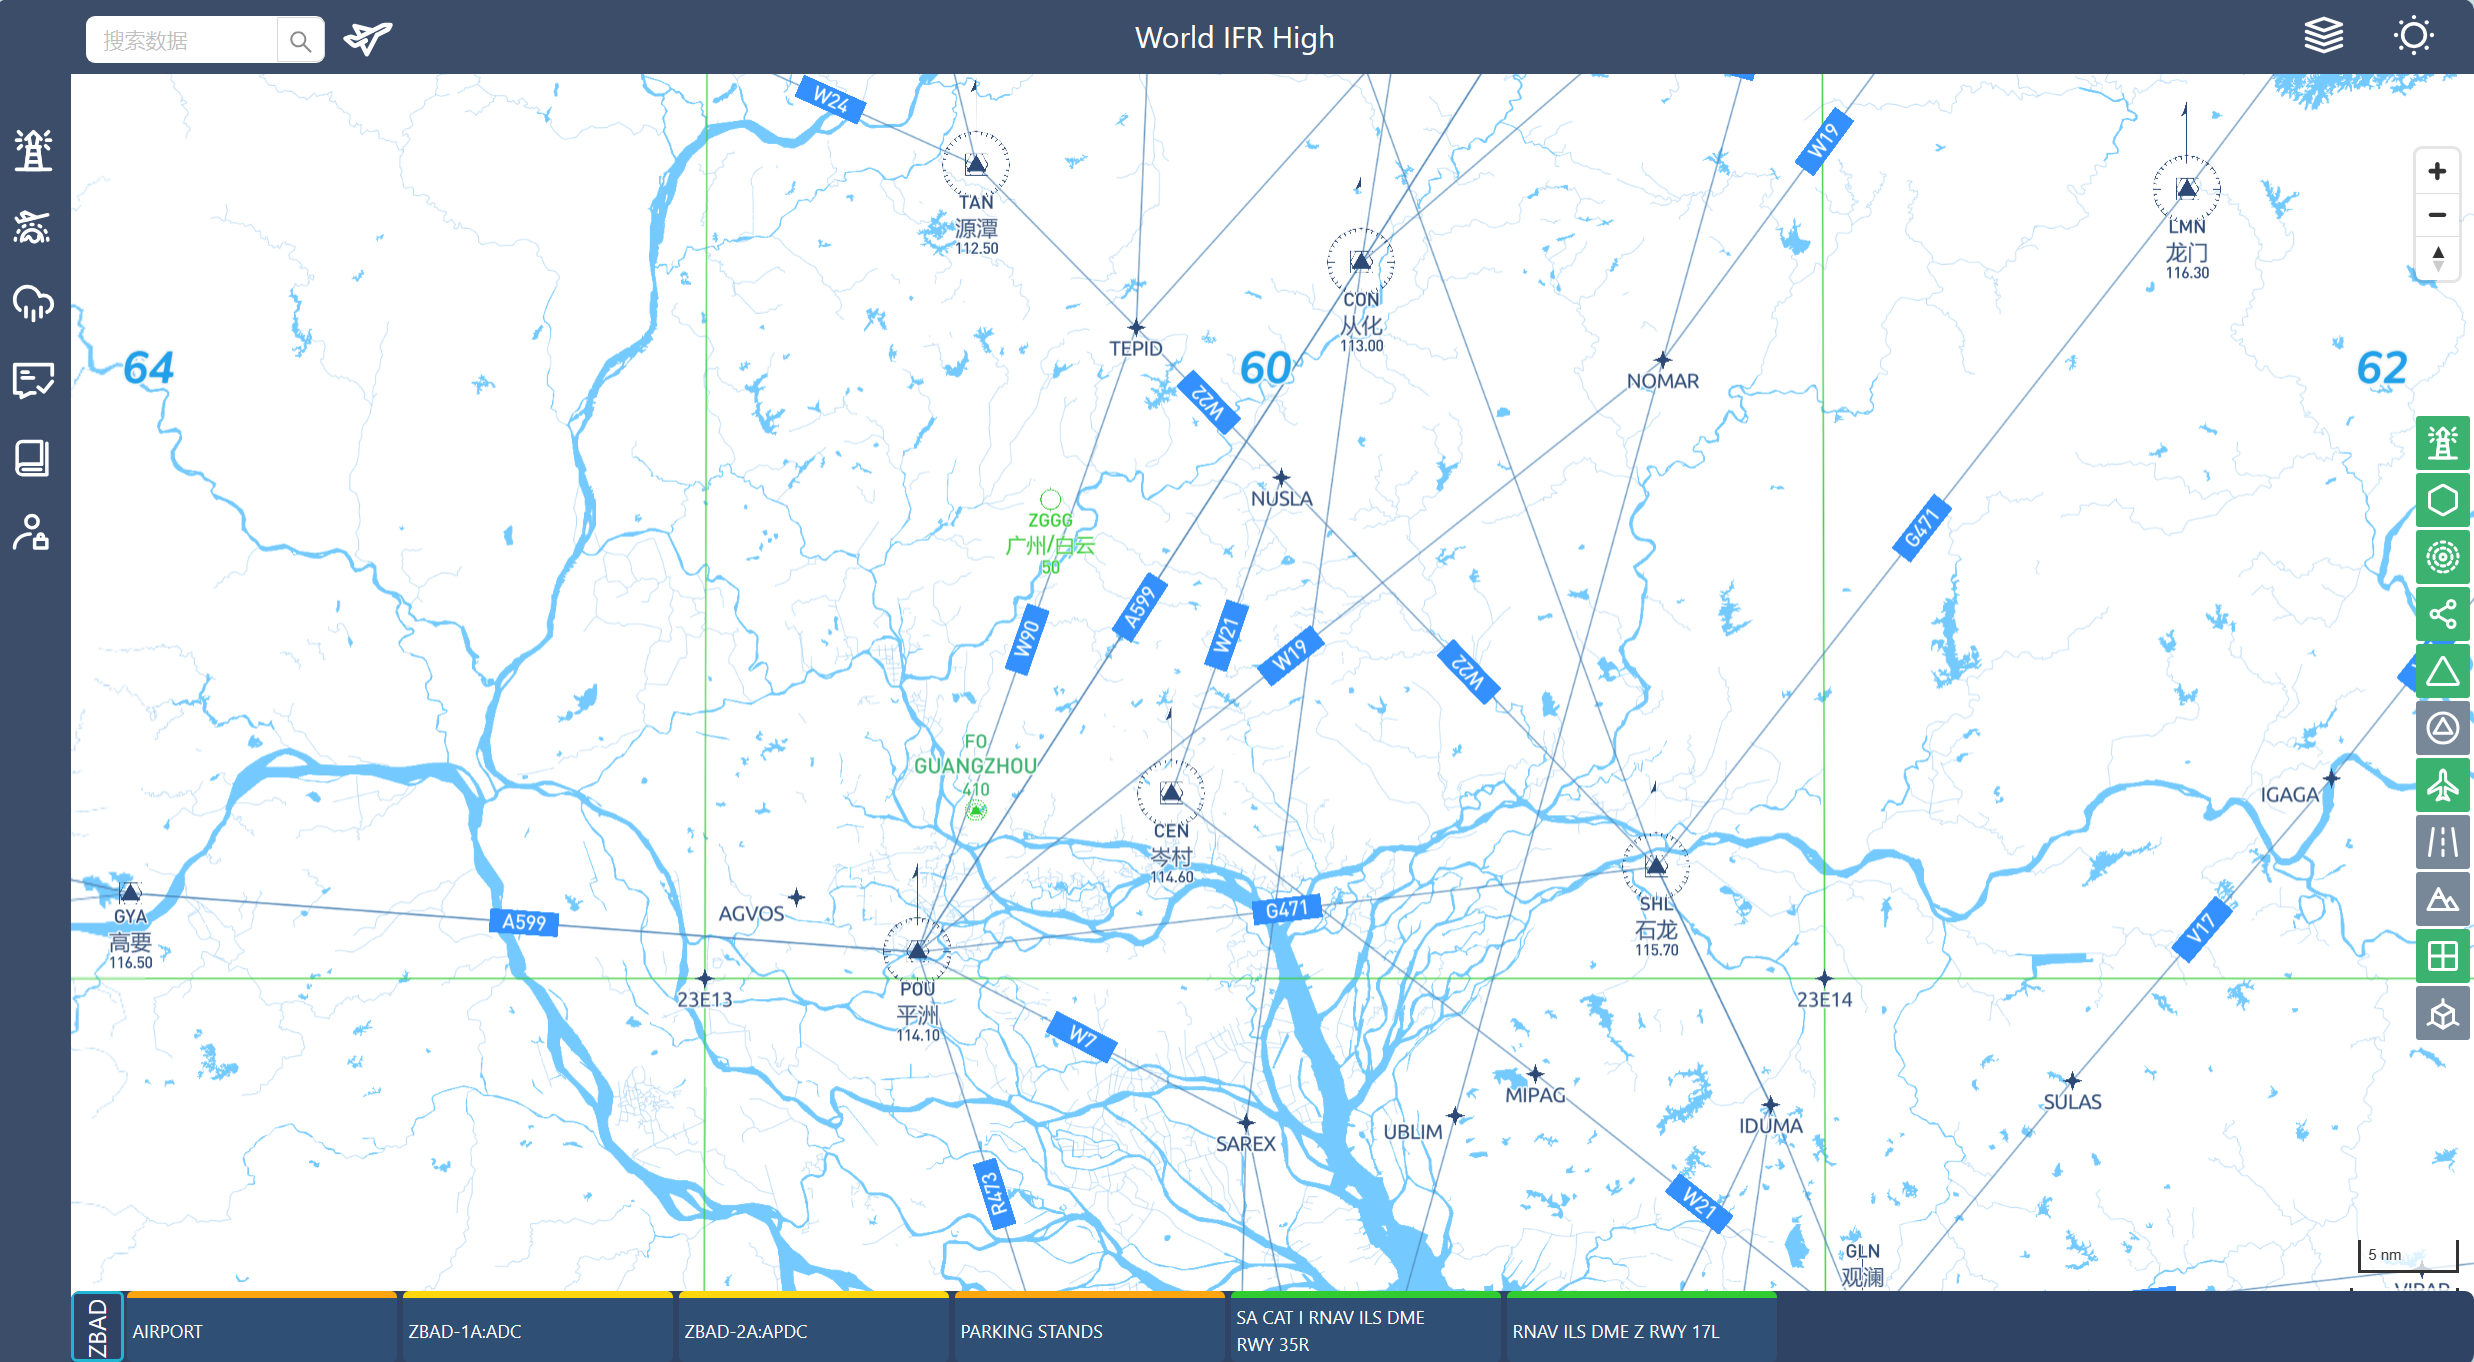 搜索数据
World IFR High
W24
W19
TAN
源潭
112.50
LMN
龙门
116.30
CON
从化
113.00
TEPID
64
60
62
NOMAR
W22
NUSLA
ZGGG
广州/白云
50
G471
W90
A599
W21
W19
W22
FO
GUANGZHOU
410
IGAGA
CEN
岑村
114.60
GYA
高要
116.50
A599
AGVOS
G471
SHL
石龙
115.70
V17
POU
平洲
114.10
23E13
23E14
W7
MIPAG
SULAS
SAREX
UBLIM
IDUMA
R473
W21
GLN
观澜
5 nm
ZBAD
AIRPORT
ZBAD-1A:ADC
ZBAD-2A:APDC
PARKING STANDS
SA CAT I RNAV ILS DME
RWY 35R
RNAV ILS DME Z RWY 17L